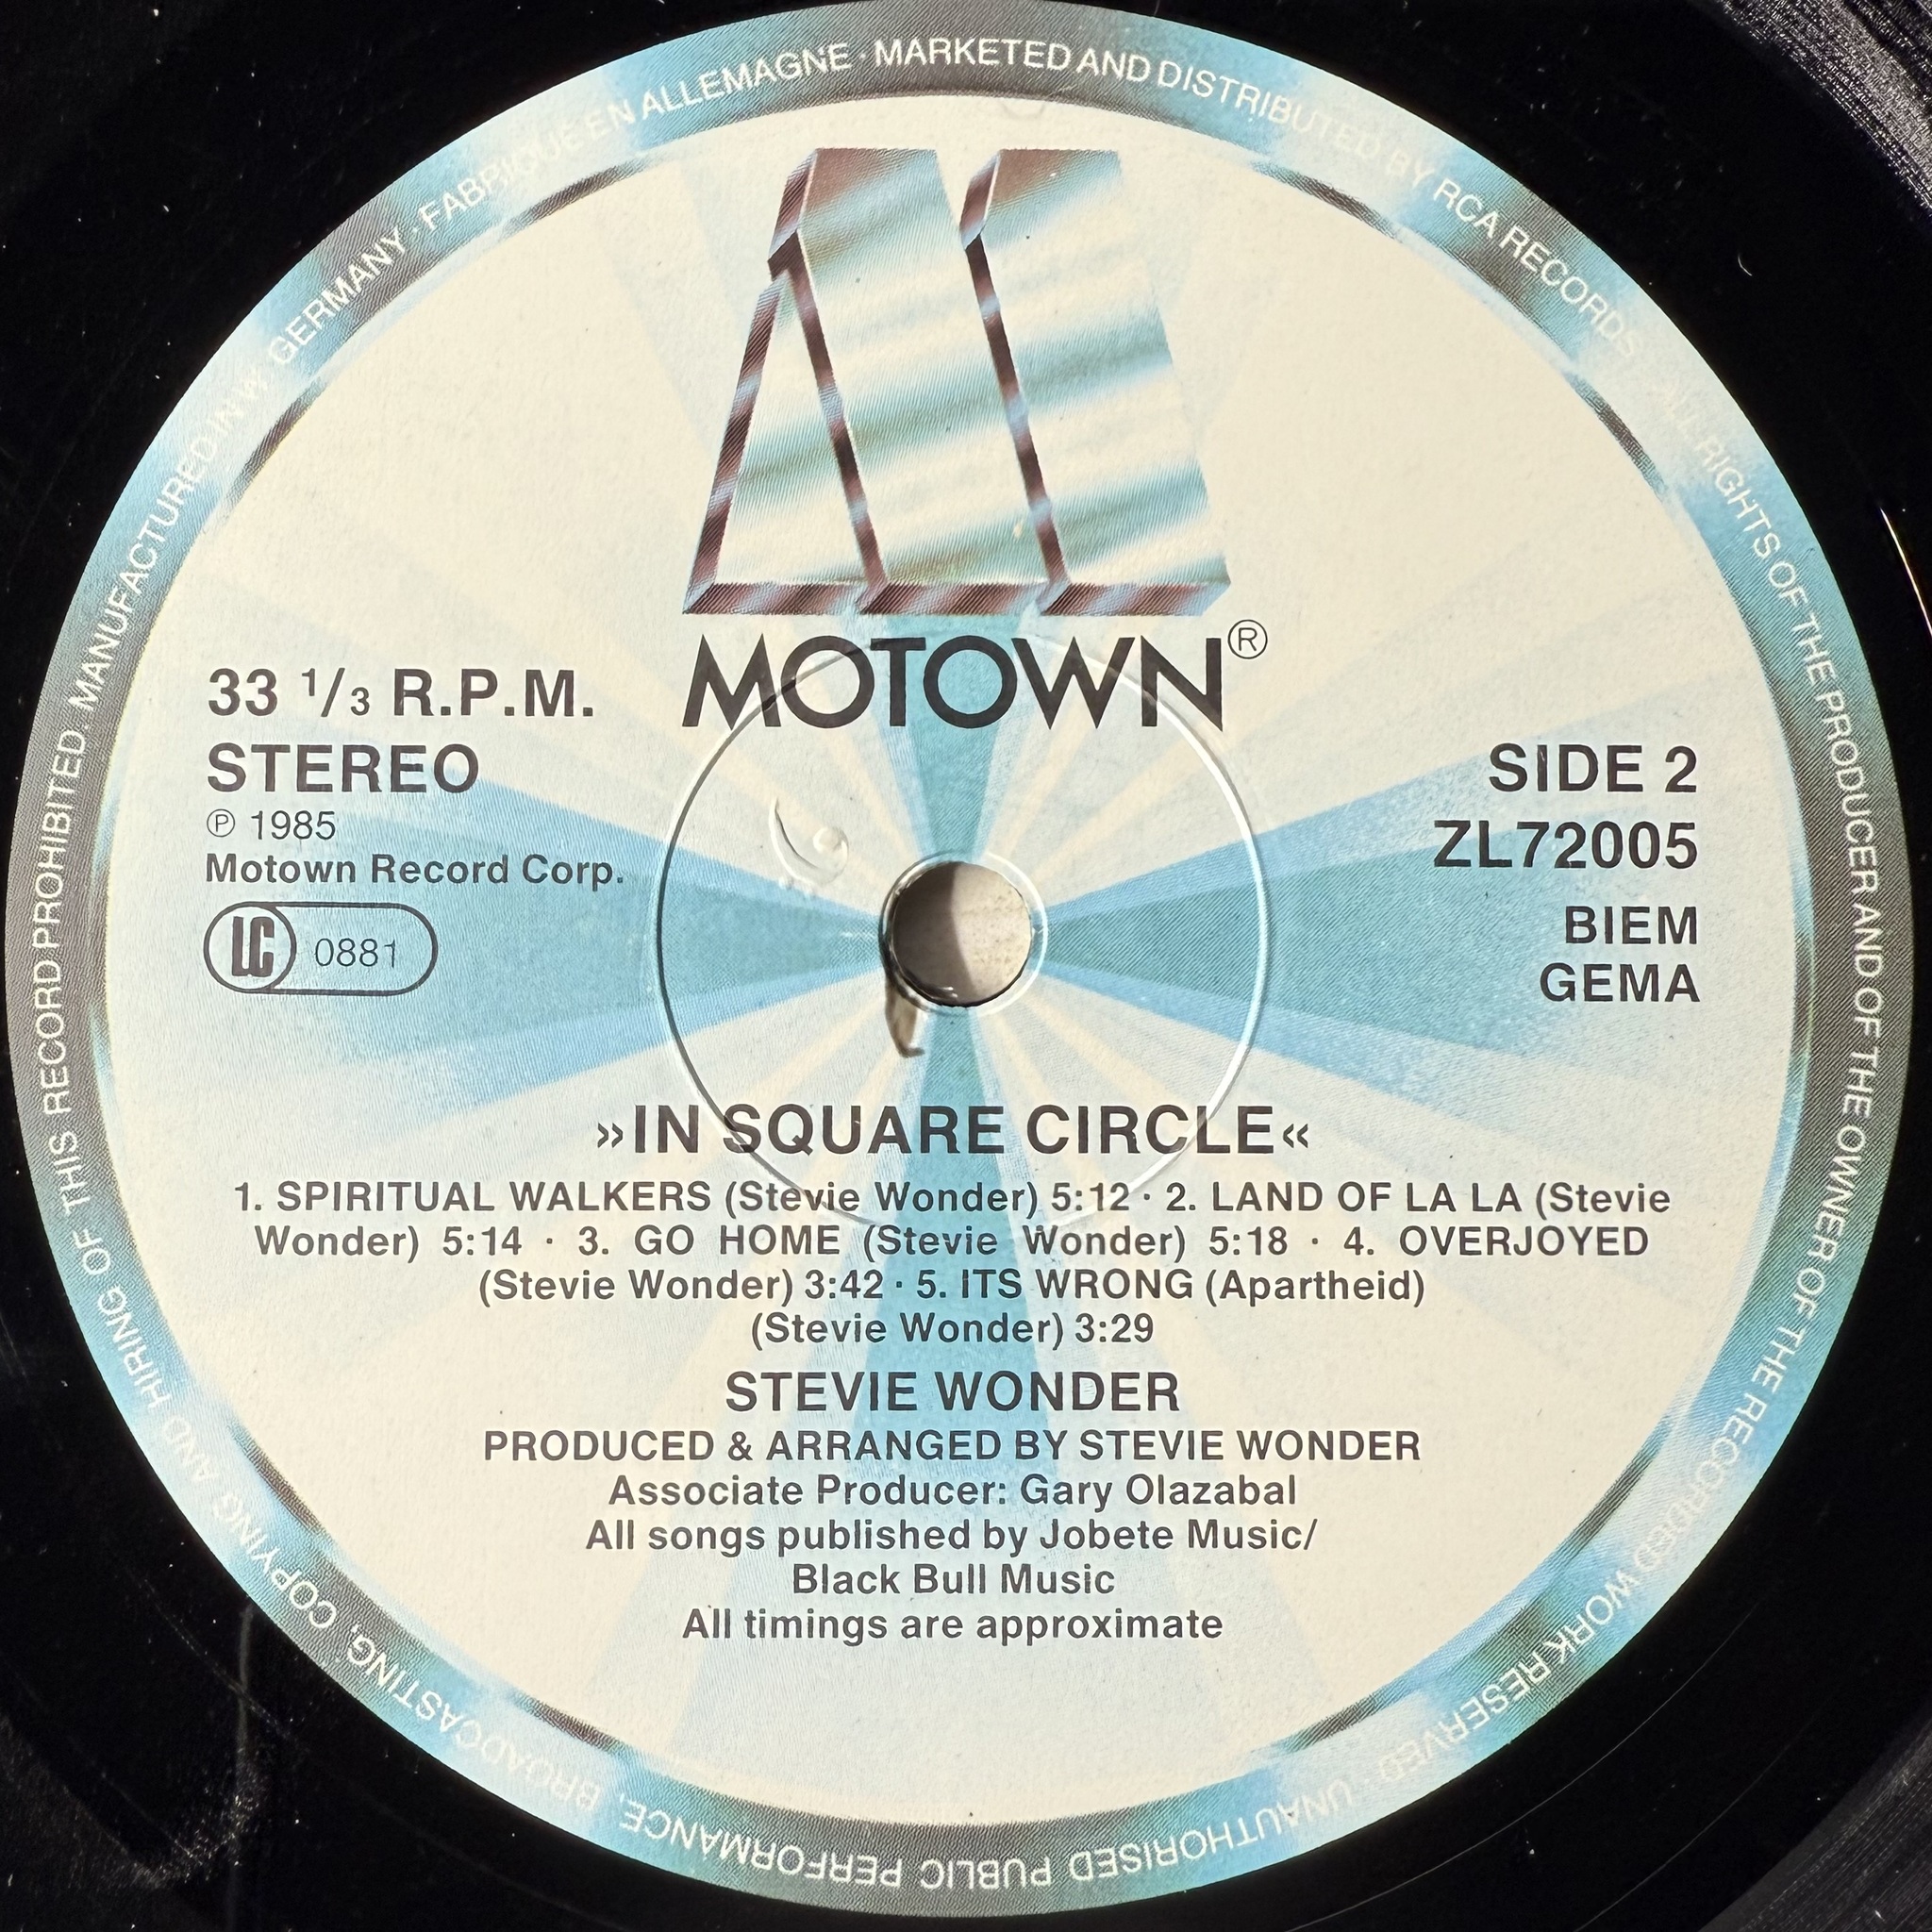 MANUFACTURED IN W. GERMANY · FABRIQUÉ EN ALLEMAGNE · MARKETED AND DISTRIBUTED BY RCA RECORDS · ALL RIGHTS OF THE PRODUCER AND OF THE OWNER OF THE RECORDED WORK RESERVED · UNAUTHORISED PUBLIC PERFORMANCE, BROADCASTING, COPYING AND HIRING OF THIS RECORD PROHIBITED.
MOTOWN®
33 1/3 R.P.M.
STEREO
℗ 1985
Motown Record Corp.
LC 0881
SIDE 2
ZL72005
BIEM
GEMA
»IN SQUARE CIRCLE«
1. SPIRITUAL WALKERS (Stevie Wonder) 5:12 · 2. LAND OF LA LA (Stevie
Wonder) 5:14 · 3. GO HOME (Stevie Wonder) 5:18 · 4. OVERJOYED
(Stevie Wonder) 3:42 · 5. ITS WRONG (Apartheid)
(Stevie Wonder) 3:29
STEVIE WONDER
PRODUCED & ARRANGED BY STEVIE WONDER
Associate Producer: Gary Olazabal
All songs published by Jobete Music/
Black Bull Music
All timings are approximate